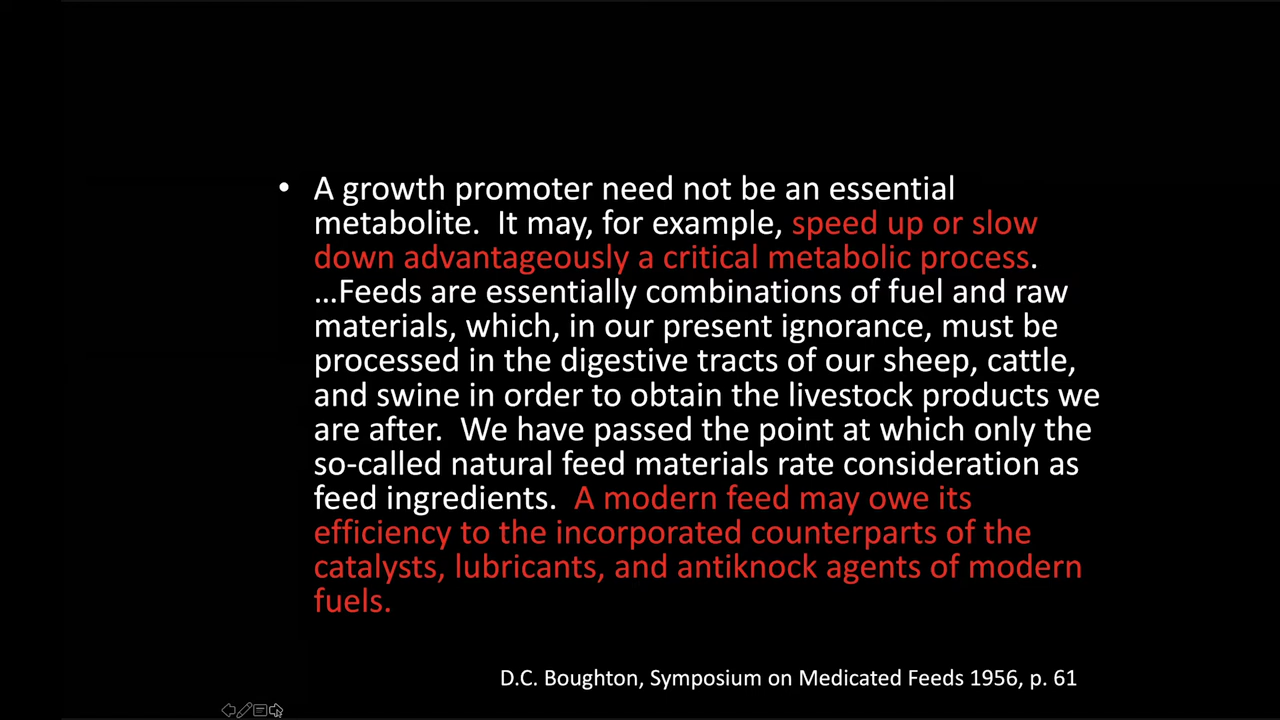 • A growth promoter need not be an essential
metabolite.  It may, for example, speed up or slow
down advantageously a critical metabolic process.
…Feeds are essentially combinations of fuel and raw
materials, which, in our present ignorance, must be
processed in the digestive tracts of our sheep, cattle,
and swine in order to obtain the livestock products we
are after.  We have passed the point at which only the
so-called natural feed materials rate consideration as
feed ingredients.  A modern feed may owe its
efficiency to the incorporated counterparts of the
catalysts, lubricants, and antiknock agents of modern
fuels.
D.C. Boughton, Symposium on Medicated Feeds 1956, p. 61